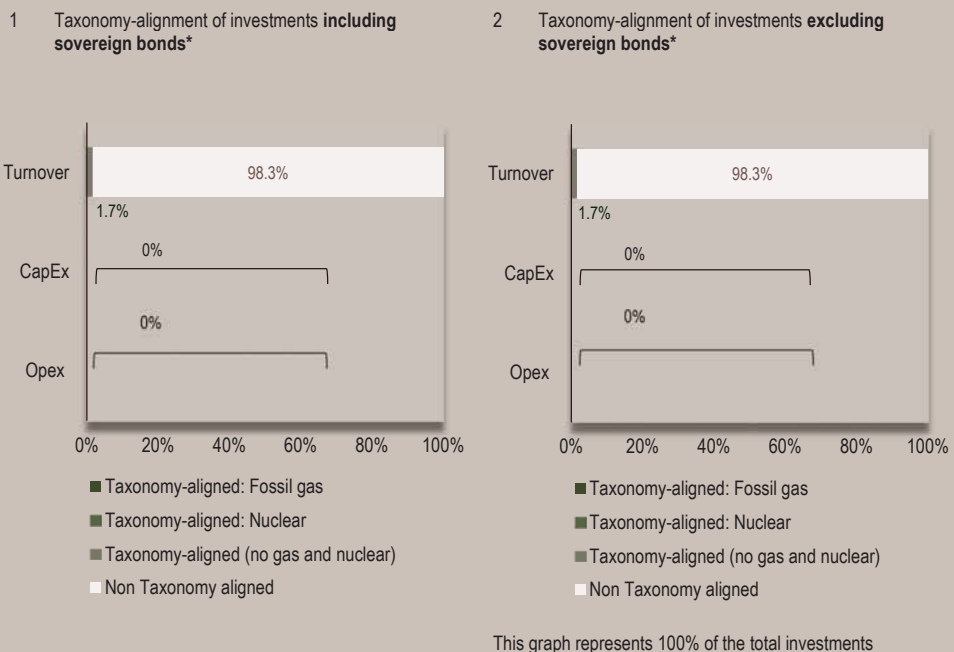 1 Taxonomy-alignment of investments including
sovereign bonds*
Turnover
98.3%
1.7%
0%
CapEx
0%
Opex
0% 20% 40% 60% 80% 100%
Taxonomy-aligned: Fossil gas
Taxonomy-aligned: Nuclear
Taxonomy-aligned (no gas and nuclear)
Non Taxonomy aligned
2 Taxonomy-alignment of investments excluding
sovereign bonds*
Turnover
98.3%
1.7%
0%
CapEx
0%
Opex
0% 20% 40% 60% 80% 100%
Taxonomy-aligned: Fossil gas
Taxonomy-aligned: Nuclear
Taxonomy-aligned (no gas and nuclear)
Non Taxonomy aligned
This graph represents 100% of the total investments